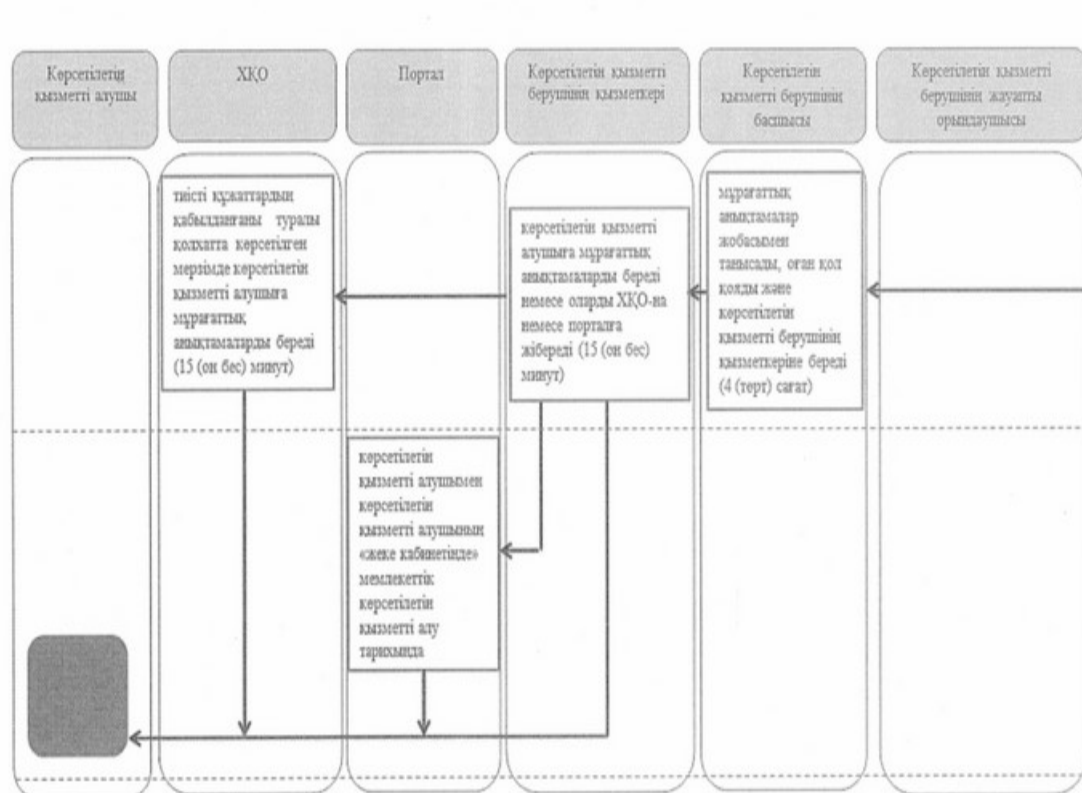 Көрсетілетін
қызметті алушы
ХҚО
Портал
Көрсетілетін қызметті
берушінің қызметкері
Көрсетілетін
қызметті берушінің
басшысы
Көрсетілетін қызметті
берушінің жауапты
орындаушысы
тиісті құжаттардың
қабылданғаны туралы
қолхатта көрсетілген
мерзімде көрсетілетін
қызметті алушыға
мұрағаттық
анықтамаларды береді
(15 (он бес) минут)
көрсетілетін қызметті
алушыға мұрағаттық
анықтамаларды береді
немесе оларды ХҚО-на
немесе порталға
жібереді (15 (он бес)
минут)
мұрағаттық
анықтамалар
жобасымен
танысады, оған қол
қояды және
көрсетілетін
қызметті берушінің
қызметкеріне береді
(4 (төрт) сағат)
көрсетілетін
қызметті алушымен
көрсетілетін
қызметті алушының
«жеке кабинетінде»
мемлекеттік
көрсетілетін
қызметті алу
тарихында